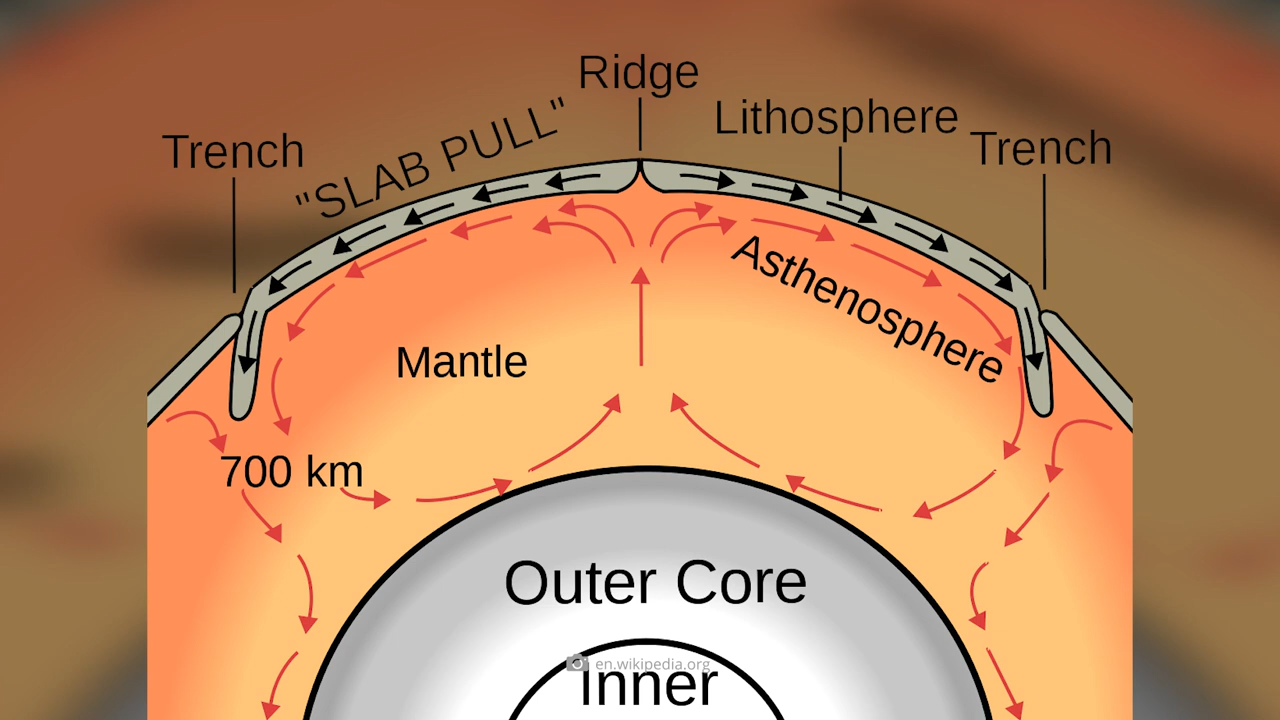 Ridge
Lithosphere
Trench
"SLAB PULL"
Trench
Asthenosphere
Mantle
700 km
Outer Core
en.wikipedia.org
Inner